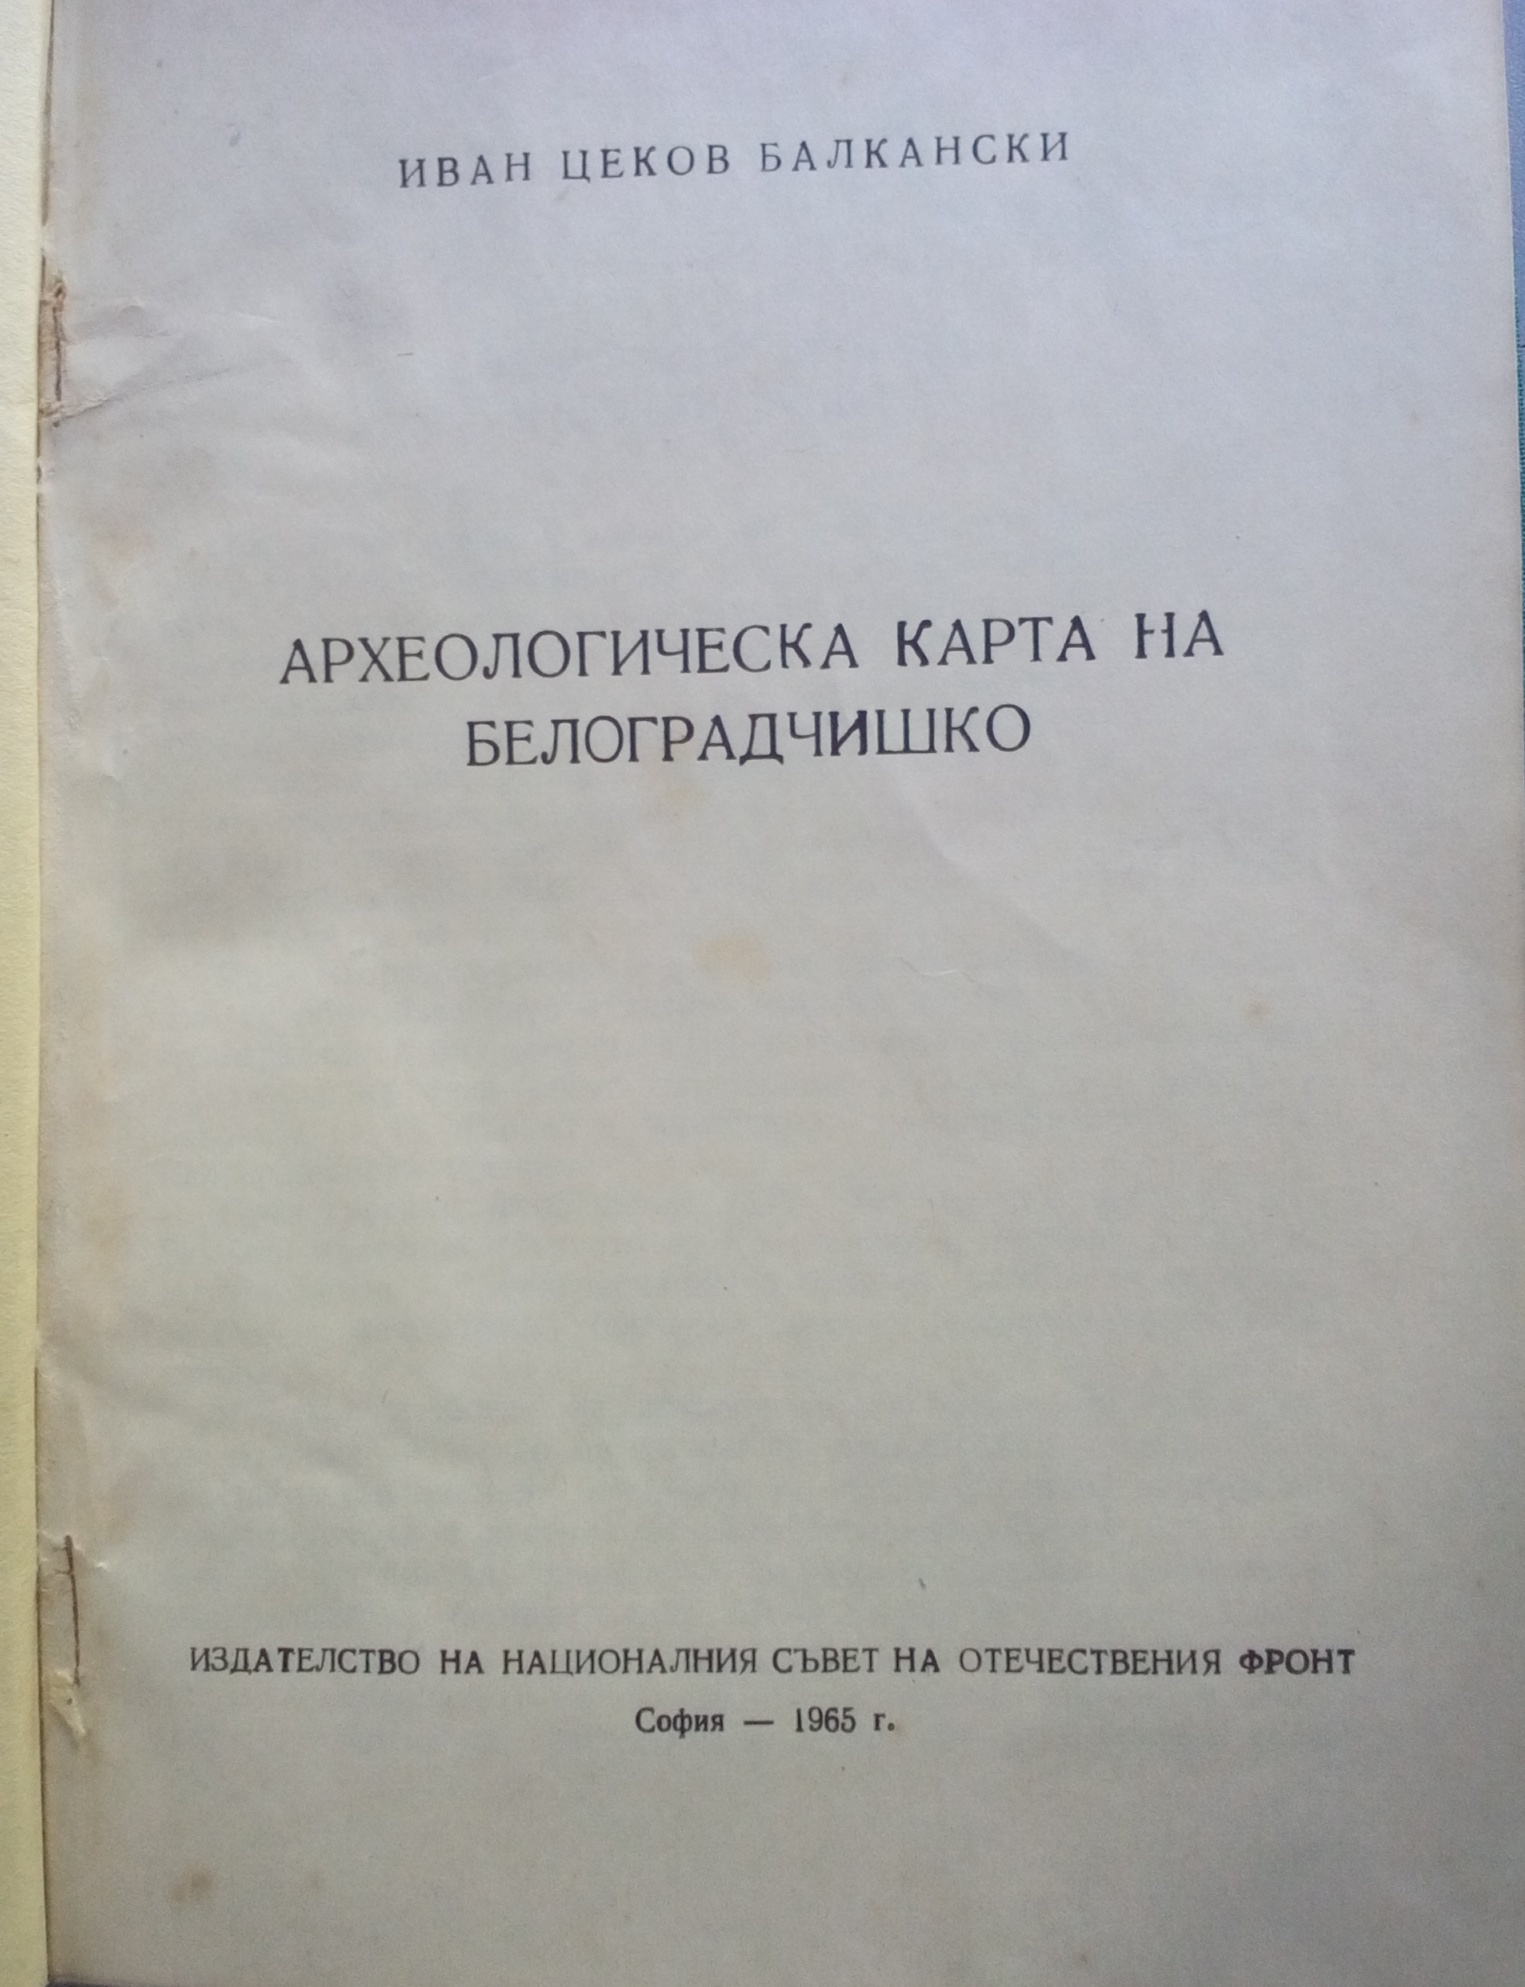 ИВАН ЦЕКОВ БАЛКАНСКИ
АРХЕОЛОГИЧЕСКА КАРТА НА
БЕЛОГРАДЧИШКО
ИЗДАТЕЛСТВО НА НАЦИОНАЛНИЯ СЪВЕТ НА ОТЕЧЕСТВЕНИЯ ФРОНТ
София — 1965 г.